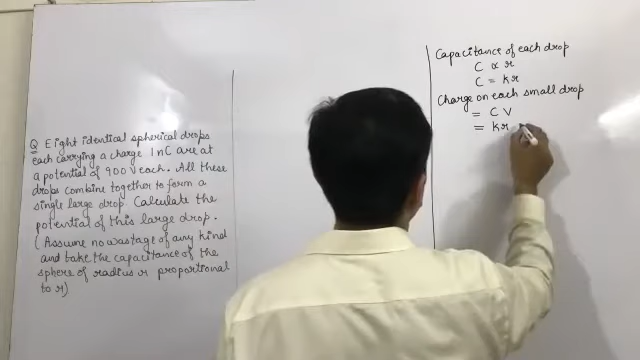 Q Eight identical spherical drops
each carrying a charge 1 nC are at
a potential of 900 V each. All these
drops combine together to form a
single large drop. Calculate the
potential of this large drop.
(Assume no wastage of any kind
and take the capacitance of the
sphere of radius r proportional
to r)
Capacitance of each drop
C ∝ r
C = kr
Charge on each small drop
= C V
= kr